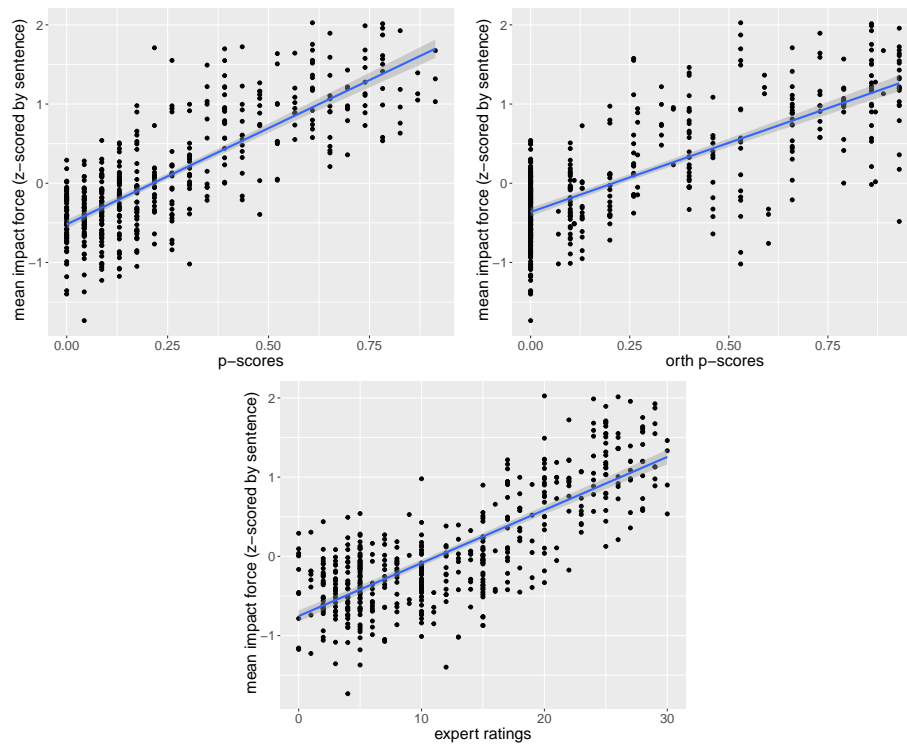 mean impact force (z−scored by sentence)
2
1
0
−1
0.00 0.25 0.50 0.75
p−scores
mean impact force (z−scored by sentence)
2
1
0
−1
0.00 0.25 0.50 0.75
orth p−scores
mean impact force (z−scored by sentence)
2
1
0
−1
0 10 20 30
expert ratings